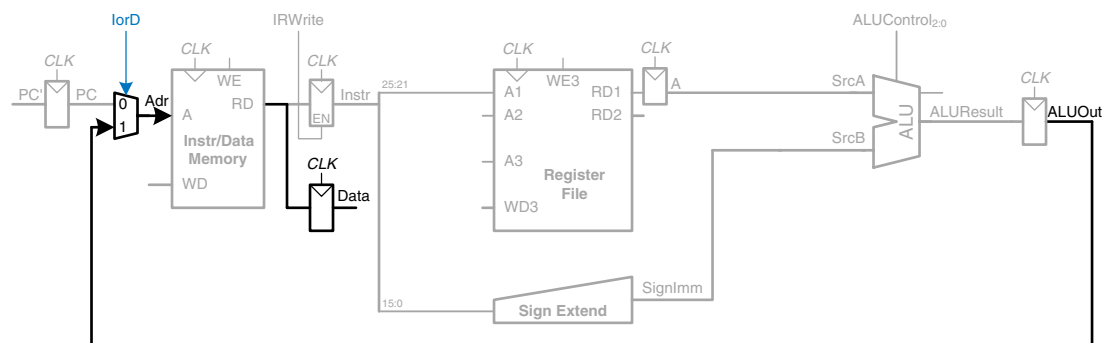 IorD
IRWrite
ALUControl2:0
CLK
CLK
CLK
CLK
CLK
PC'
PC
0
1
Adr
WE
RD
A
Instr/Data
Memory
WD
EN
Instr
CLK
Data
25:21
A1
A2
A3
WD3
WE3
RD1
RD2
Register
File
A
SrcA
SrcB
ALU
ALUResult
CLK
ALUOut
15:0
Sign Extend
SignImm